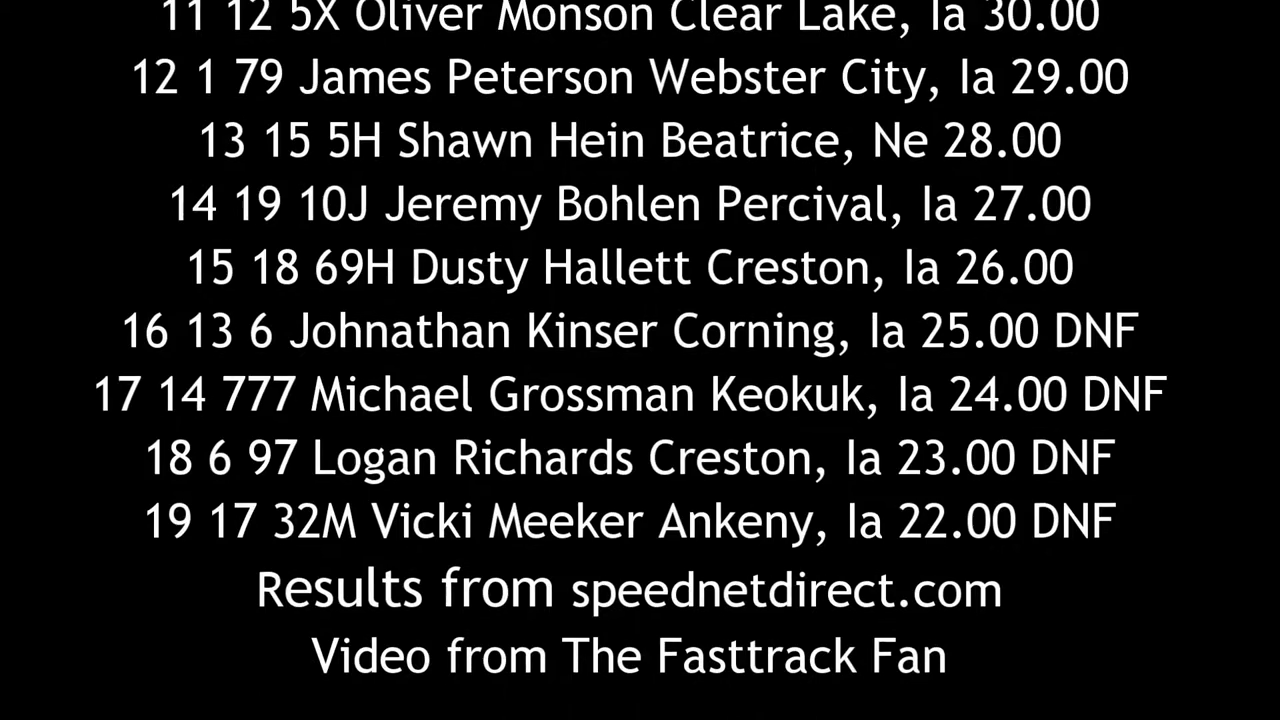 11 12 5X Oliver Monson Clear Lake, Ia 30.00
12 1 79 James Peterson Webster City, Ia 29.00
13 15 5H Shawn Hein Beatrice, Ne 28.00
14 19 10J Jeremy Bohlen Percival, Ia 27.00
15 18 69H Dusty Hallett Creston, Ia 26.00
16 13 6 Johnathan Kinser Corning, Ia 25.00 DNF
17 14 777 Michael Grossman Keokuk, Ia 24.00 DNF
18 6 97 Logan Richards Creston, Ia 23.00 DNF
19 17 32M Vicki Meeker Ankeny, Ia 22.00 DNF
Results from speednetdirect.com
Video from The Fasttrack Fan